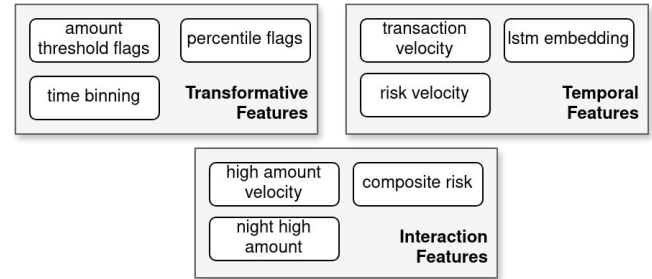 amount
threshold flags
percentile flags
time binning
Transformative
Features
transaction
velocity
lstm embedding
risk velocity
Temporal
Features
high amount
velocity
composite risk
night high
amount
Interaction
Features